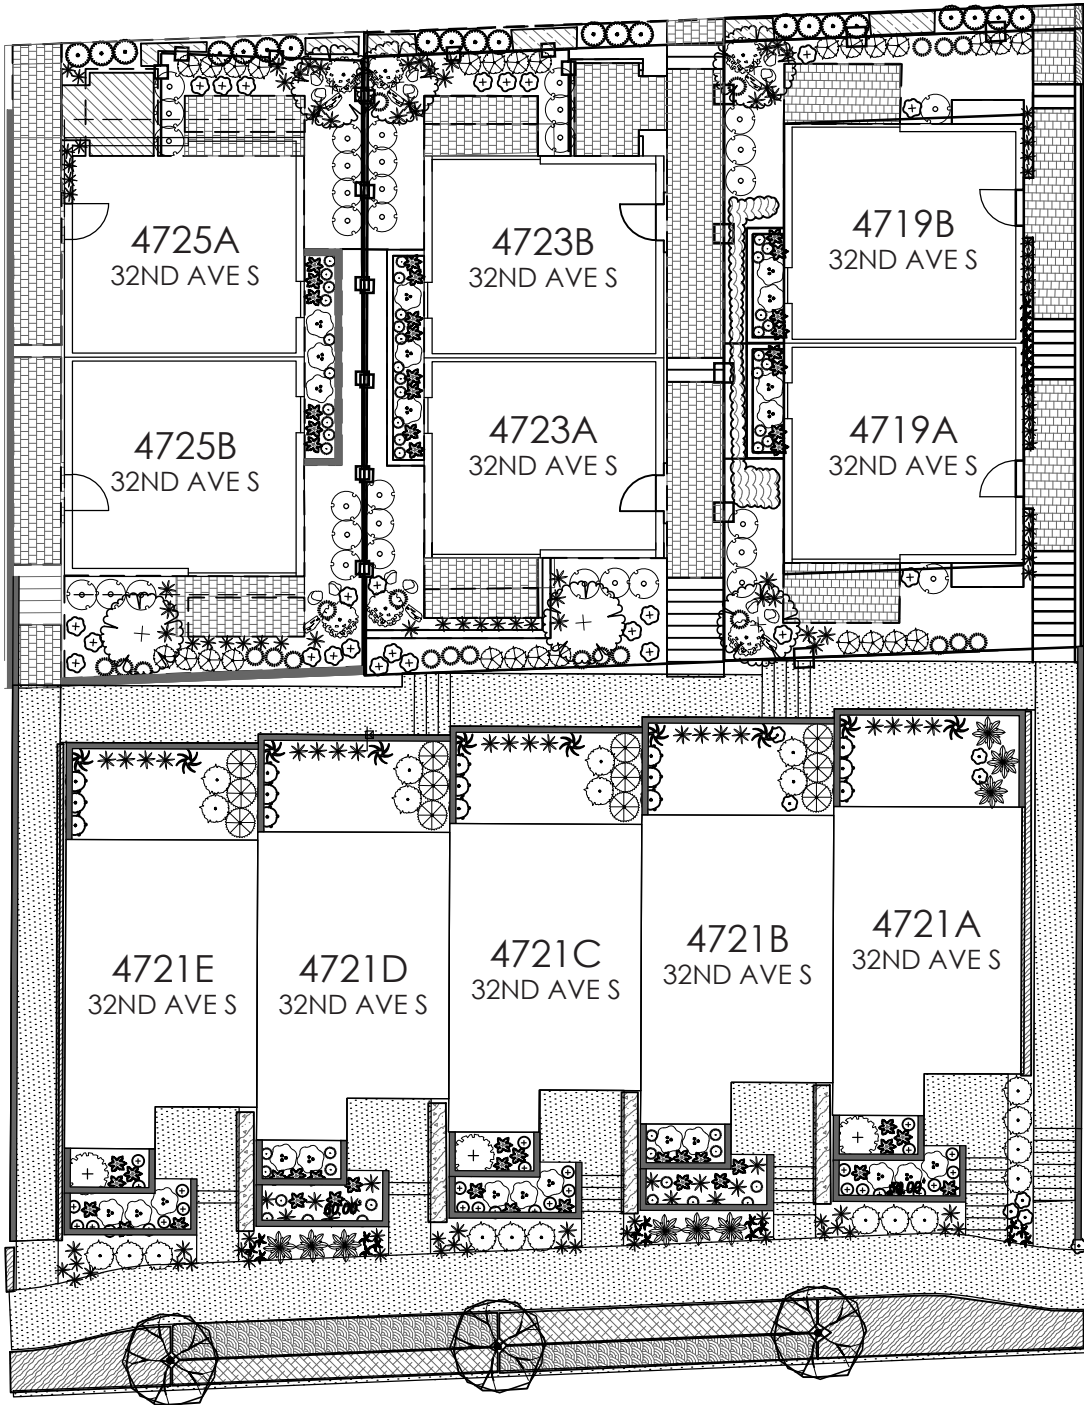 4725A
32ND AVE S
4723B
32ND AVE S
4719B
32ND AVE S
4725B
32ND AVE S
4723A
32ND AVE S
4719A
32ND AVE S
4721E
32ND AVE S
4721D
32ND AVE S
4721C
32ND AVE S
4721B
32ND AVE S
4721A
32ND AVE S